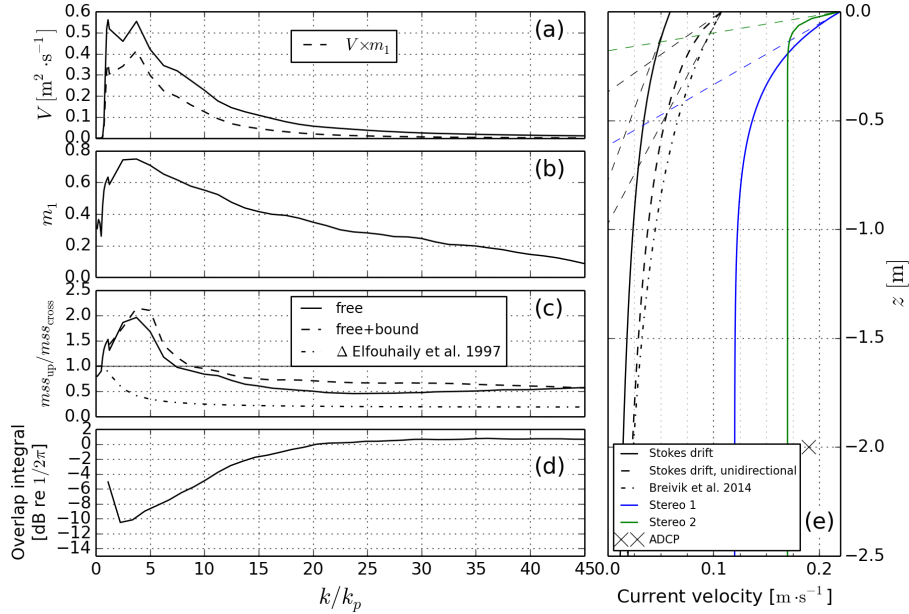 0.6
0.5
0.4
0.3
0.2
0.1
0.0
V [m² · s⁻¹]
(a)
V×m₁
0.8
0.6
0.4
0.2
0.0
m₁
(b)
2.5
2.0
1.5
1.0
0.5
0.0
mss_up/mss_cross
(c)
free
free+bound
Δ Elfouhaily et al. 1997
2
0
−2
−4
−6
−8
−10
−12
−14
Overlap integral
[dB re 1/2π]
(d)
0 5 10 15 20 25 30 35 40 45
k/k_p
0.0
−0.5
−1.0
−1.5
−2.0
−2.5
z [m]
Stokes drift
Stokes drift, unidirectional
Breivik et al. 2014
Stereo 1
Stereo 2
ADCP
(e)
0.0 0.1 0.2
Current velocity [m·s⁻¹]